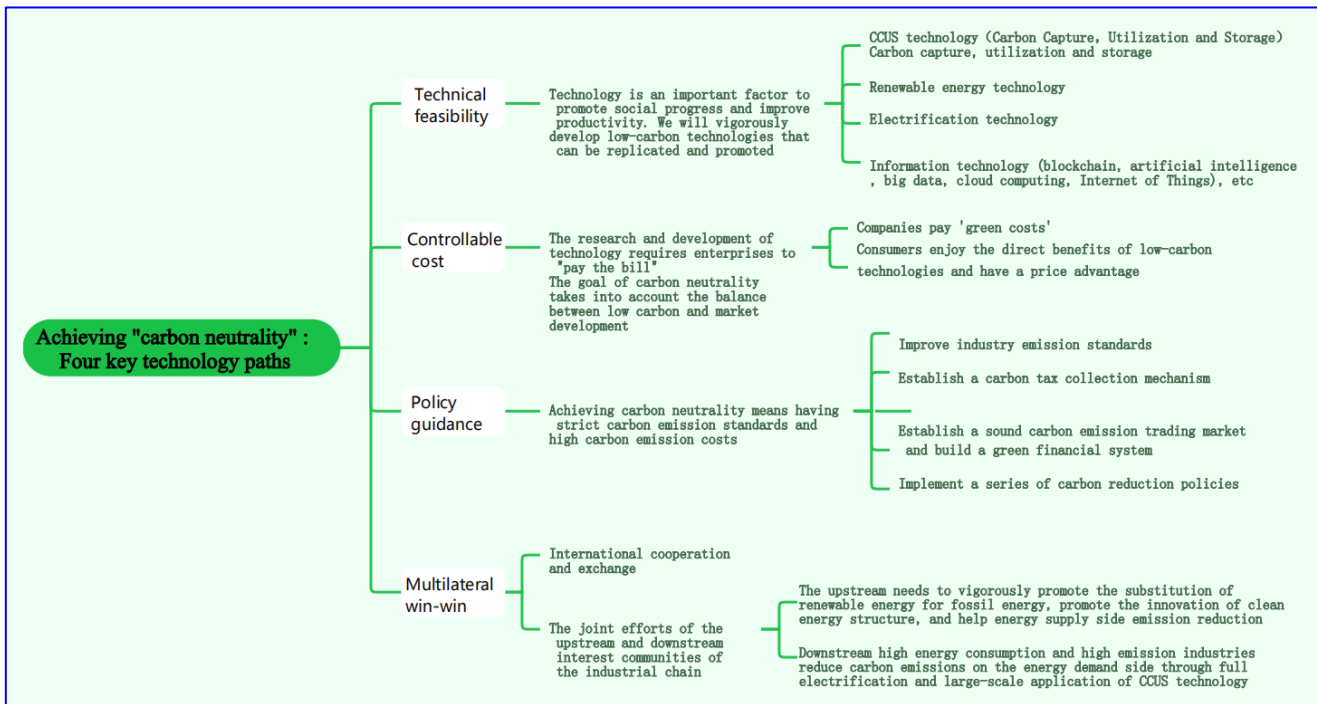 Achieving "carbon neutrality" :
Four key technology paths
Technical
feasibility
Technology is an important factor to
promote social progress and improve
productivity. We will vigorously
develop low-carbon technologies that
can be replicated and promoted
CCUS technology (Carbon Capture, Utilization and Storage)
Carbon capture, utilization and storage
Renewable energy technology
Electrification technology
Information technology (blockchain, artificial intelligence
, big data, cloud computing, Internet of Things), etc
Controllable
cost
The research and development of
technology requires enterprises to
"pay the bill"
The goal of carbon neutrality
takes into account the balance
between low carbon and market
development
Companies pay 'green costs'
Consumers enjoy the direct benefits of low-carbon
technologies and have a price advantage
Policy
guidance
Achieving carbon neutrality means having
strict carbon emission standards and
high carbon emission costs
Improve industry emission standards
Establish a carbon tax collection mechanism
Establish a sound carbon emission trading market
and build a green financial system
Implement a series of carbon reduction policies
Multilateral
win-win
International cooperation
and exchange
The joint efforts of the
upstream and downstream
interest communities of
the industrial chain
The upstream needs to vigorously promote the substitution of
renewable energy for fossil energy, promote the innovation of clean
energy structure, and help energy supply side emission reduction
Downstream high energy consumption and high emission industries
reduce carbon emissions on the energy demand side through full
electrification and large-scale application of CCUS technology